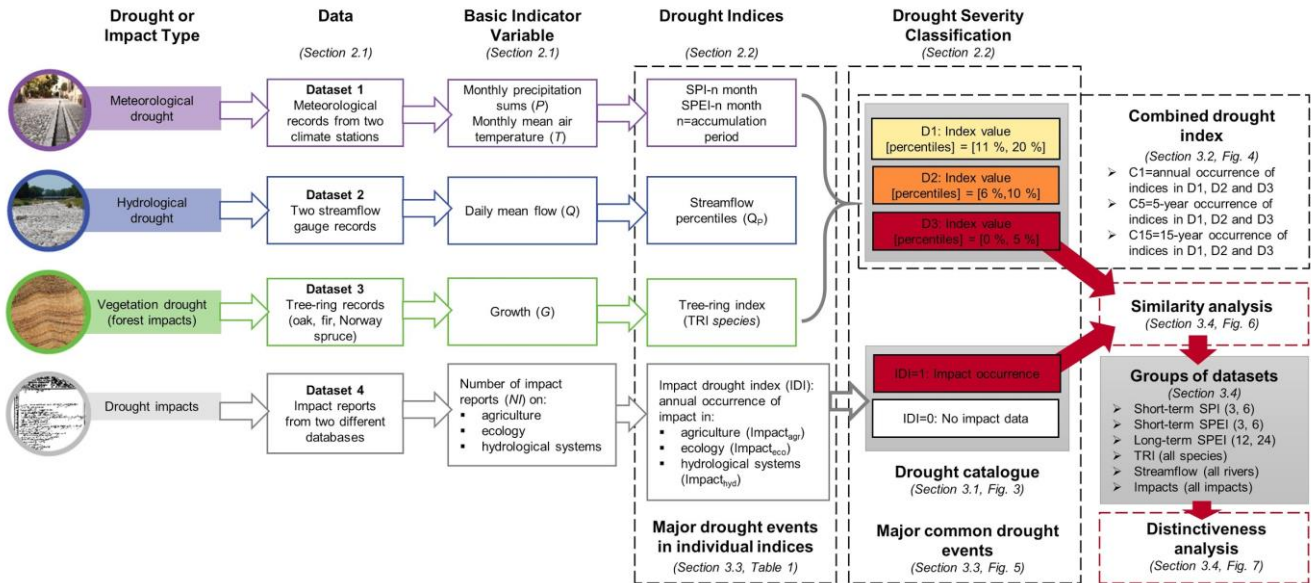 Drought or
Impact Type
Data
(Section 2.1)
Basic Indicator
Variable
(Section 2.1)
Drought Indices
(Section 2.2)
Drought Severity
Classification
(Section 2.2)
Meteorological
drought
Dataset 1
Meteorological
records from two
climate stations
Monthly precipitation
sums (P)
Monthly mean air
temperature (T)
SPI-n month
SPEI-n month
n=accumulation
period
Hydrological
drought
Dataset 2
Two streamflow
gauge records
Daily mean flow (Q)
Streamflow
percentiles (QP)
Vegetation drought
(forest impacts)
Dataset 3
Tree-ring records
(oak, fir, Norway
spruce)
Growth (G)
Tree-ring index
(TRI species)
Drought impacts
Dataset 4
Impact reports
from two different
databases
Number of impact
reports (NI) on:
▪ agriculture
▪ ecology
▪ hydrological systems
Impact drought index (IDI):
annual occurrence of
impact in:
▪ agriculture (Impactagr)
▪ ecology (Impacteco)
▪ hydrological systems
(Impacthyd)
Major drought events
in individual indices
(Section 3.3, Table 1)
D1: Index value
[percentiles] = [11 %, 20 %]
D2: Index value
[percentiles] = [6 %,10 %]
D3: Index value
[percentiles] = [0 %, 5 %]
IDI=1: Impact occurrence
IDI=0: No impact data
Drought catalogue
(Section 3.1, Fig. 3)
Major common drought
events
(Section 3.3, Fig. 5)
Combined drought
index
(Section 3.2, Fig. 4)
➢ C1=annual occurrence of
indices in D1, D2 and D3
➢ C5=5-year occurrence of
indices in D1, D2 and D3
➢ C15=15-year occurrence of
indices in D1, D2 and D3
Similarity analysis
(Section 3.4, Fig. 6)
Groups of datasets
(Section 3.4)
➢ Short-term SPI (3, 6)
➢ Short-term SPEI (3, 6)
➢ Long-term SPEI (12, 24)
➢ TRI (all species)
➢ Streamflow (all rivers)
➢ Impacts (all impacts)
Distinctiveness
analysis
(Section 3.4, Fig. 7)